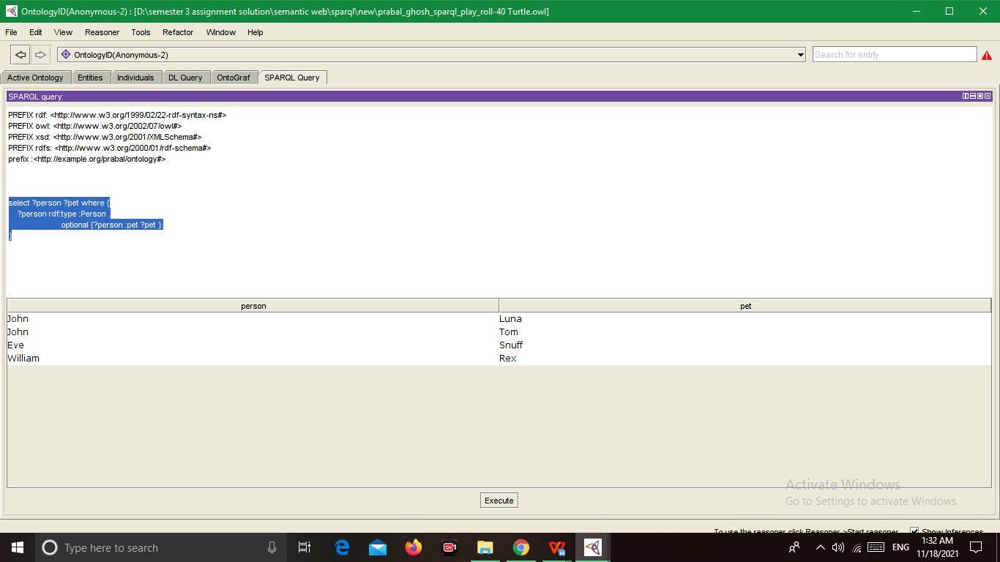 OntologyID(Anonymous-2) : [D:\semester 3 assignment solution\semantic web\sparql\new\prabal_ghosh_sparql_play_roll-40 Turtle.owl]
File Edit View Reasoner Tools Refactor Window Help
OntologyID(Anonymous-2) Search for entity
Active Ontology Entities Individuals DL Query OntoGraf SPARQL Query
SPARQL query:
PREFIX rdf: <http://www.w3.org/1999/02/22-rdf-syntax-ns#>
PREFIX owl: <http://www.w3.org/2002/07/owl#>
PREFIX xsd: <http://www.w3.org/2001/XMLSchema#>
PREFIX rdfs: <http://www.w3.org/2000/01/rdf-schema#>
prefix :<http://example.org/prabal/ontology#>
select ?person ?pet where {
?person rdf:type :Person .
optional {?person :pet ?pet }.
}
person pet
John Luna
John Tom
Eve Snuff
William Rex
Activate Windows
Go to Settings to activate Windows.
Execute
To use the reasoner click Reasoner->Start reasoner Show Inferences
Type here to search ENG 1:32 AM
11/18/2021